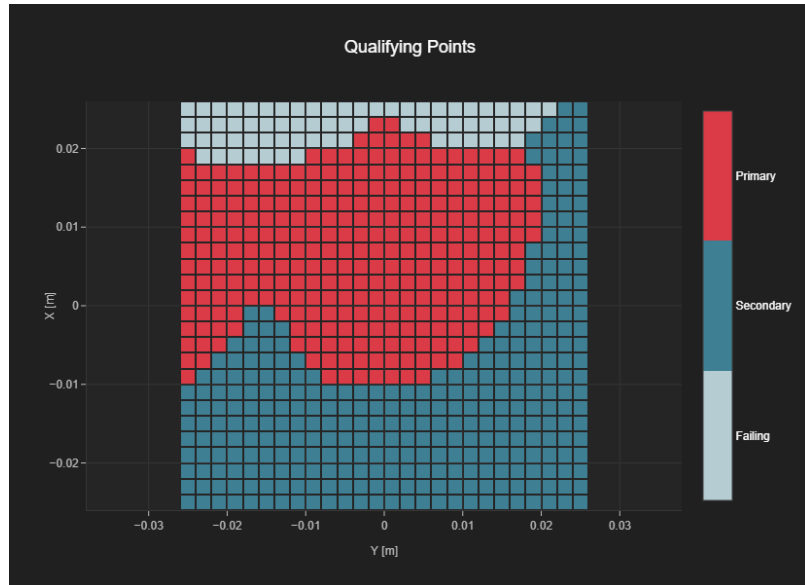 Qualifying Points
0.02
0.01
0
−0.01
−0.02
X [m]
−0.03
−0.02
−0.01
0
0.01
0.02
0.03
Y [m]
Primary
Secondary
Failing